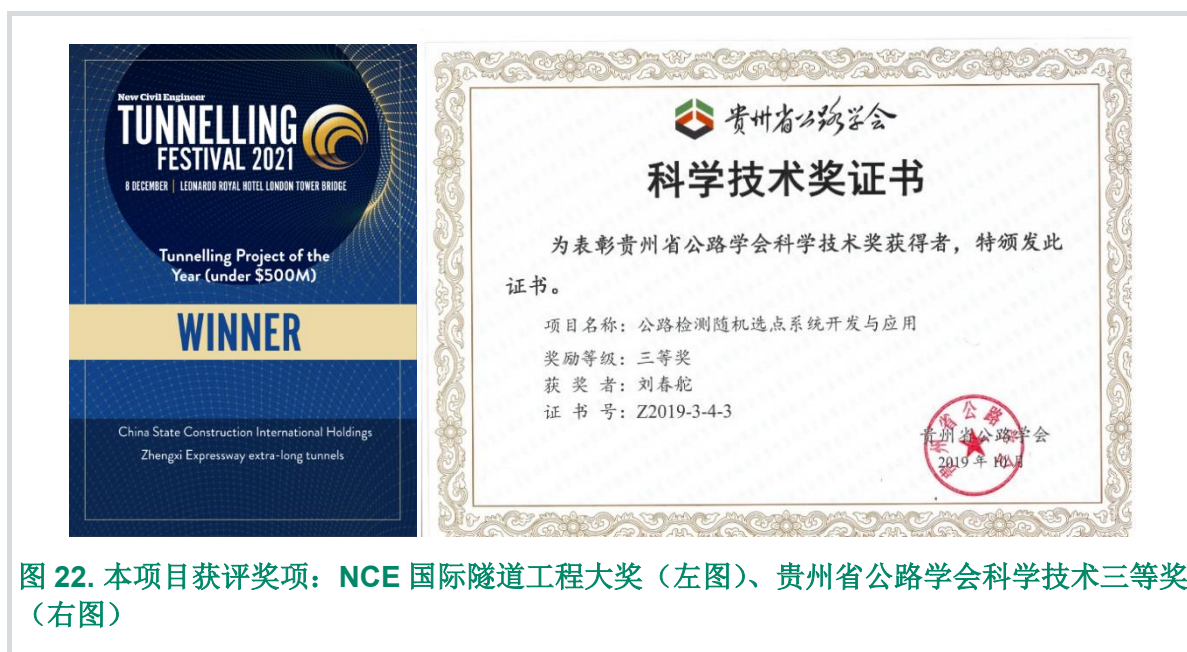 New Civil Engineer
TUNNELLING
FESTIVAL 2021
8 DECEMBER | LEONARDO ROYAL HOTEL LONDON TOWER BRIDGE
Tunnelling Project of the
Year (under $500M)
WINNER
China State Construction International Holdings
Zhengxi Expressway extra-long tunnels
贵州省公路学会
科学技术奖证书
为表彰贵州省公路学会科学技术奖获得者，特颁发此
证书。
项目名称：公路检测随机选点系统开发与应用
奖励等级：三等奖
获 奖 者：刘春舵
证 书 号：Z2019-3-4-3
贵州省公路学会
2019 年 10 月
图 22. 本项目获评奖项：NCE 国际隧道工程大奖（左图）、贵州省公路学会科学技术三等奖
（右图）